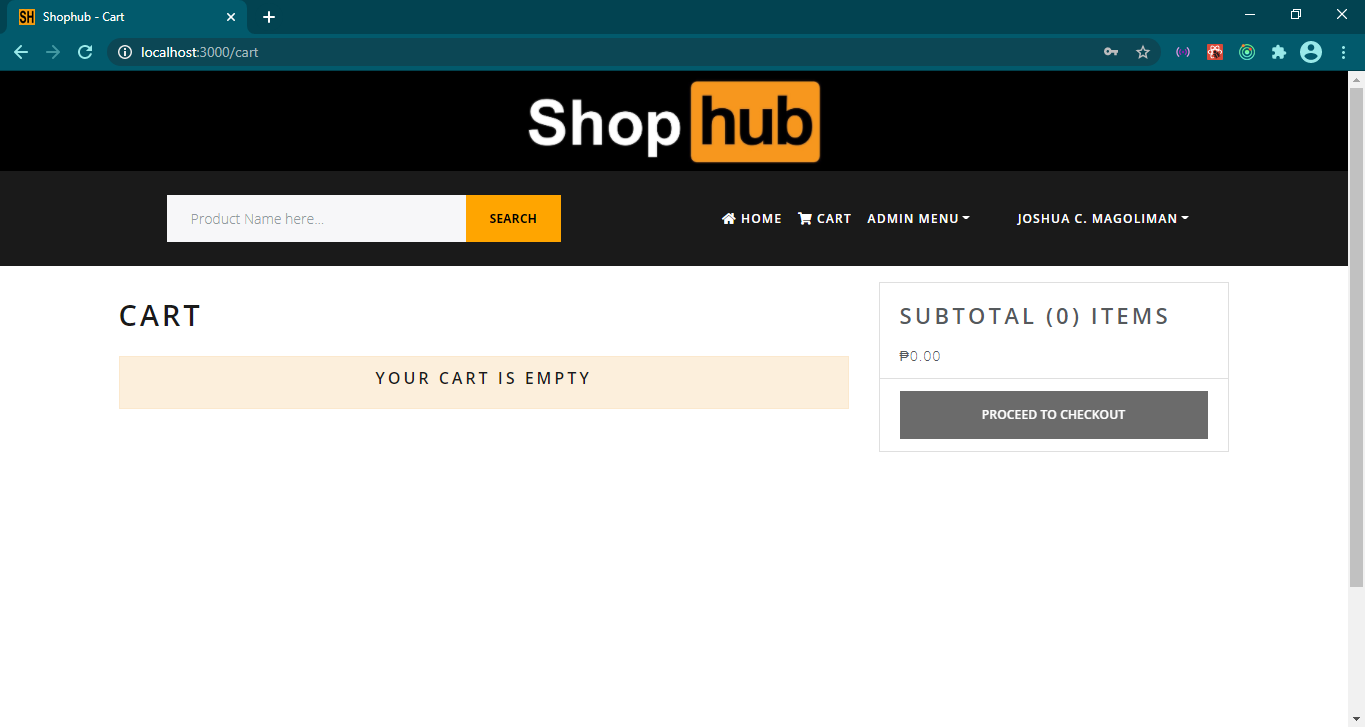 SH Shophub - Cart
localhost:3000/cart
Shop hub
Product Name here...
SEARCH
HOME
CART
ADMIN MENU
JOSHUA C. MAGOLIMAN
CART
YOUR CART IS EMPTY
SUBTOTAL (0) ITEMS
₱0.00
PROCEED TO CHECKOUT